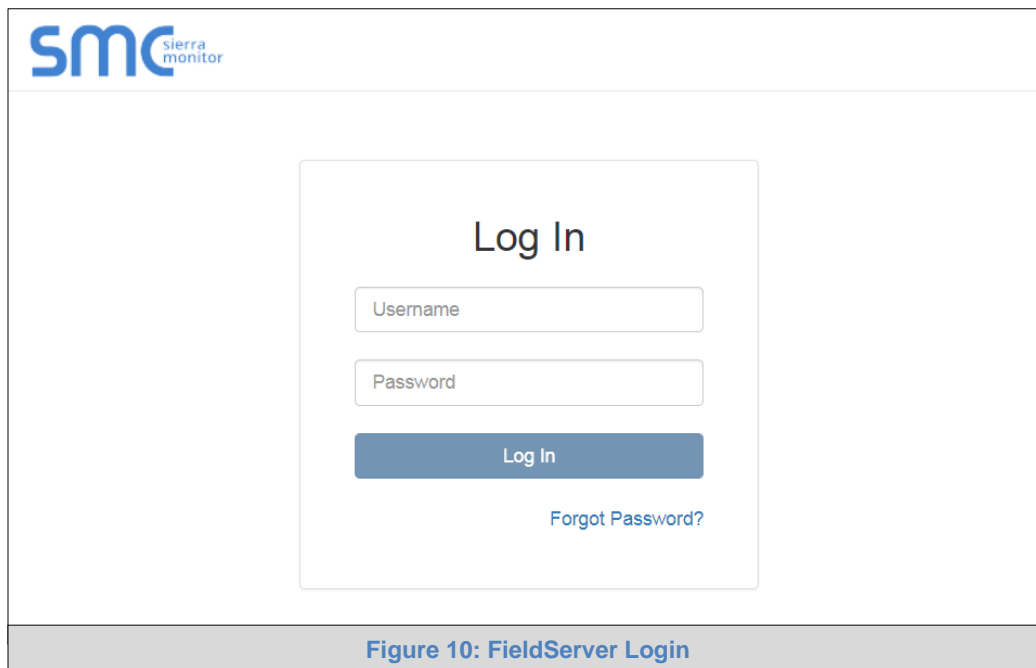 SMC sierra
monitor
Log In
Username
Password
Log In
Forgot Password?
Figure 10: FieldServer Login